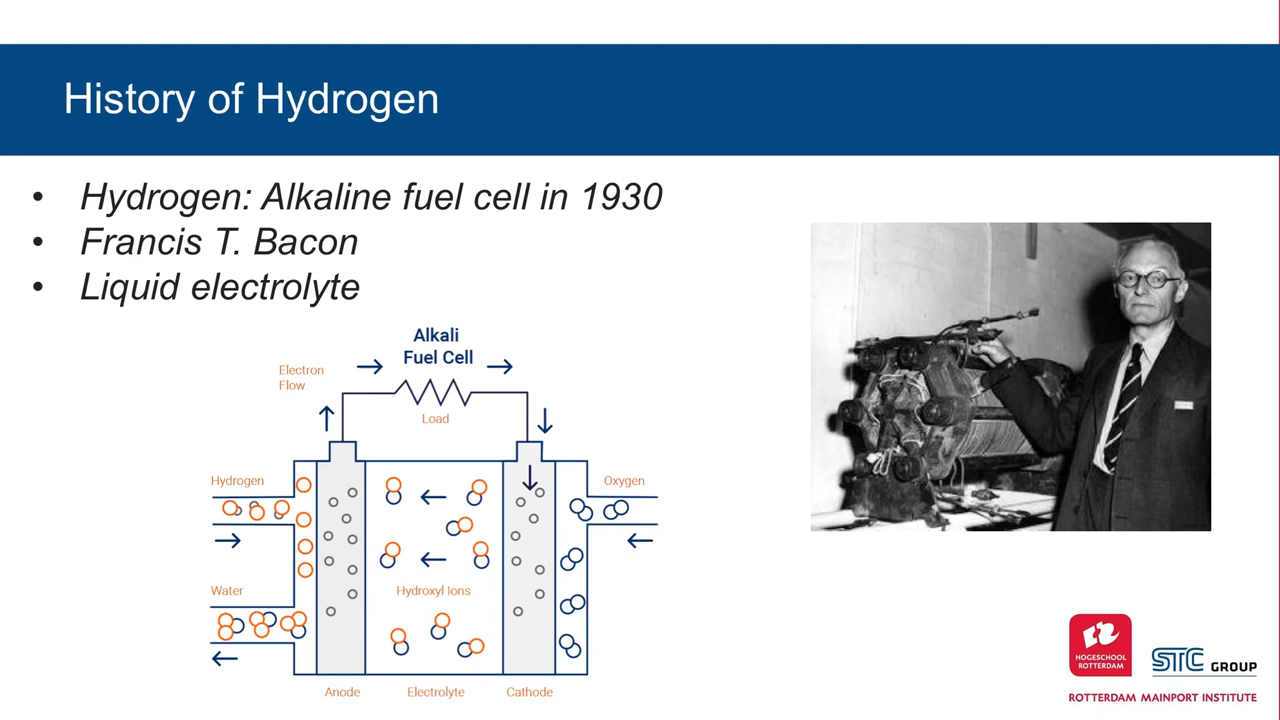 History of Hydrogen
• Hydrogen: Alkaline fuel cell in 1930
• Francis T. Bacon
• Liquid electrolyte
Alkali
Fuel Cell
Electron
Flow
Load
Hydrogen
Oxygen
Water
Hydroxyl Ions
Anode
Electrolyte
Cathode
HOGESCHOOL
ROTTERDAM
STC GROUP
ROTTERDAM MAINPORT INSTITUTE